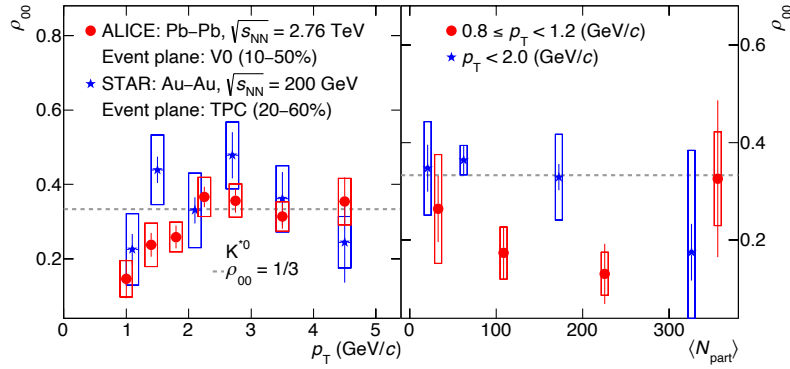 ρ00
0.8
0.6
0.4
0.2
ALICE: Pb–Pb, √sNN = 2.76 TeV
Event plane: V0 (10–50%)
STAR: Au–Au, √sNN = 200 GeV
Event plane: TPC (20–60%)
K*0
ρ00 = 1/3
0 1 2 3 4 5
pT (GeV/c)
0.8 ≤ pT < 1.2 (GeV/c)
pT < 2.0 (GeV/c)
ρ00
0.6
0.4
0.2
0 100 200 300
⟨Npart⟩